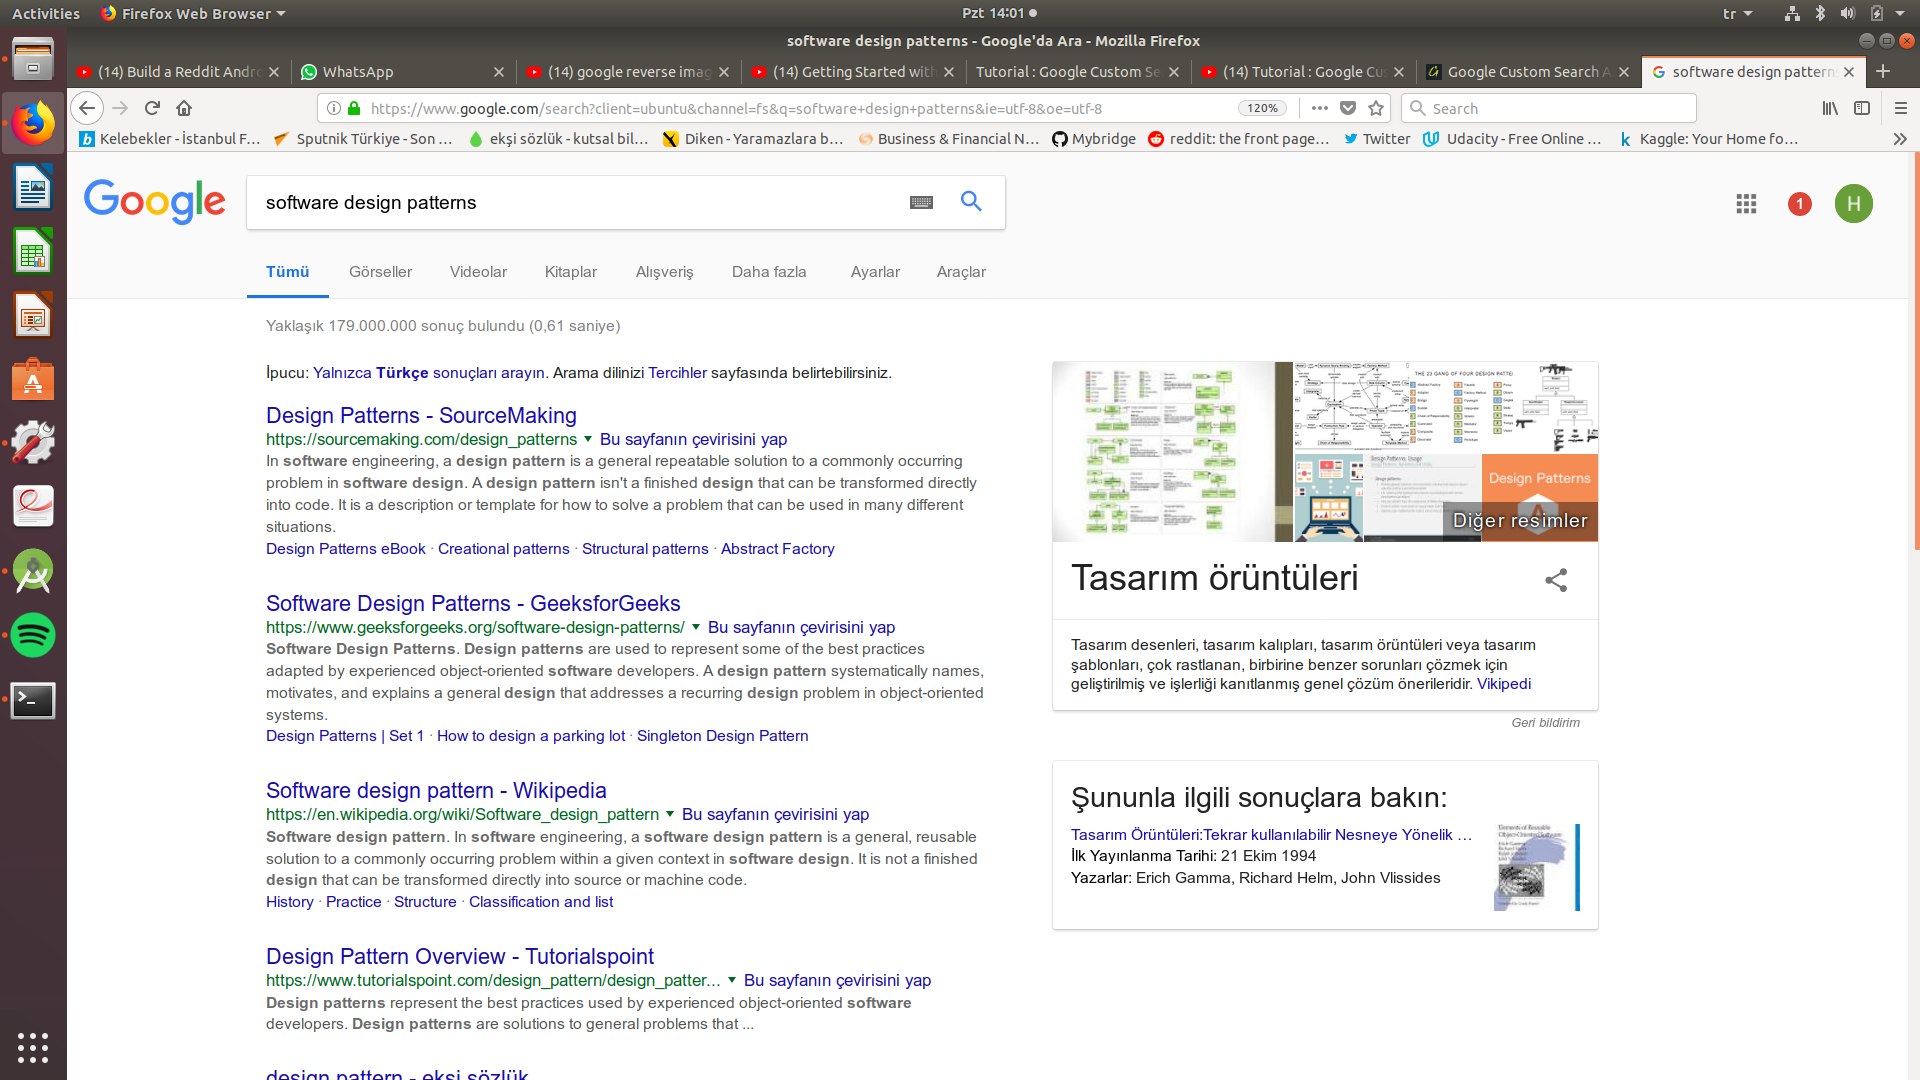 Activities
Firefox Web Browser
Pzt 14:01
tr
software design patterns - Google'da Ara - Mozilla Firefox
(14) Build a Reddit Andro
WhatsApp
(14) google reverse imag
(14) Getting Started with
Tutorial : Google Custom Se
(14) Tutorial : Google Cus
Google Custom Search A
software design pattern
https://www.google.com/search?client=ubuntu&channel=fs&q=software+design+patterns&ie=utf-8&oe=utf-8
120%
Search
Kelebekler - İstanbul F…
Sputnik Türkiye - Son …
ekşi sözlük - kutsal bil…
Diken - Yaramazlara b…
Business & Financial N…
Mybridge
reddit: the front page…
Twitter
Udacity - Free Online …
Kaggle: Your Home fo…
Google
software design patterns
1
H
Tümü
Görseller
Videolar
Kitaplar
Alışveriş
Daha fazla
Ayarlar
Araçlar
Yaklaşık 179.000.000 sonuç bulundu (0,61 saniye)
İpucu: Yalnızca Türkçe sonuçları arayın. Arama dilinizi Tercihler sayfasında belirtebilirsiniz.
Design Patterns - SourceMaking
https://sourcemaking.com/design_patterns
Bu sayfanın çevirisini yap
In software engineering, a design pattern is a general repeatable solution to a commonly occurring
problem in software design. A design pattern isn't a finished design that can be transformed directly
into code. It is a description or template for how to solve a problem that can be used in many different
situations.
Design Patterns eBook · Creational patterns · Structural patterns · Abstract Factory
Software Design Patterns - GeeksforGeeks
https://www.geeksforgeeks.org/software-design-patterns/
Bu sayfanın çevirisini yap
Software Design Patterns. Design patterns are used to represent some of the best practices
adapted by experienced object-oriented software developers. A design pattern systematically names,
motivates, and explains a general design that addresses a recurring design problem in object-oriented
systems.
Design Patterns | Set 1 · How to design a parking lot · Singleton Design Pattern
Software design pattern - Wikipedia
https://en.wikipedia.org/wiki/Software_design_pattern
Bu sayfanın çevirisini yap
Software design pattern. In software engineering, a software design pattern is a general, reusable
solution to a commonly occurring problem within a given context in software design. It is not a finished
design that can be transformed directly into source or machine code.
History · Practice · Structure · Classification and list
Design Pattern Overview - Tutorialspoint
https://www.tutorialspoint.com/design_pattern/design_patter...
Bu sayfanın çevirisini yap
Design patterns represent the best practices used by experienced object-oriented software
developers. Design patterns are solutions to general problems that ...
design pattern - ekşi sözlük
THE 23 GANG OF FOUR DESIGN PATTE
Design Patterns
Diğer resimler
Tasarım örüntüleri
Tasarım desenleri, tasarım kalıpları, tasarım örüntüleri veya tasarım
şablonları, çok rastlanan, birbirine benzer sorunları çözmek için
geliştirilmiş ve işlerliği kanıtlanmış genel çözüm önerileridir. Vikipedi
Geri bildirim
Şununla ilgili sonuçlara bakın:
Tasarım Örüntüleri:Tekrar kullanılabilir Nesneye Yönelik …
İlk Yayınlanma Tarihi: 21 Ekim 1994
Yazarlar: Erich Gamma, Richard Helm, John Vlissides